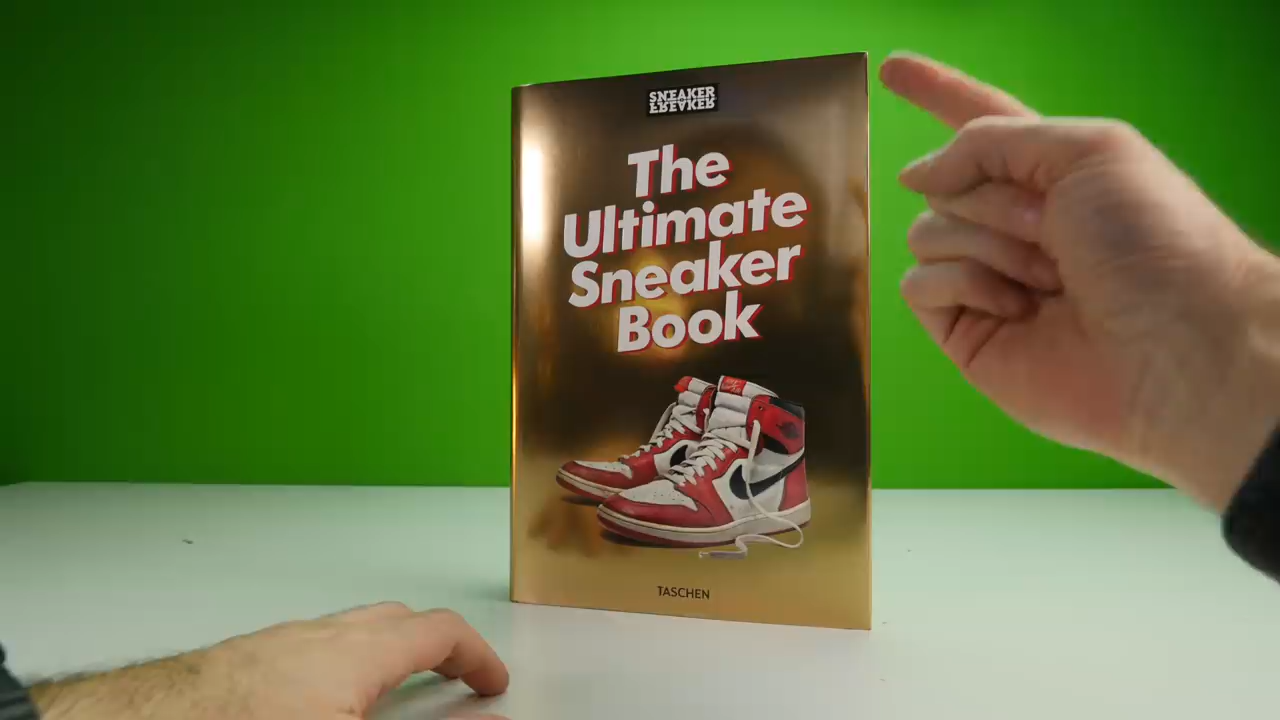 SNEAKER
FREAKER
The
Ultimate
Sneaker
Book
TASCHEN